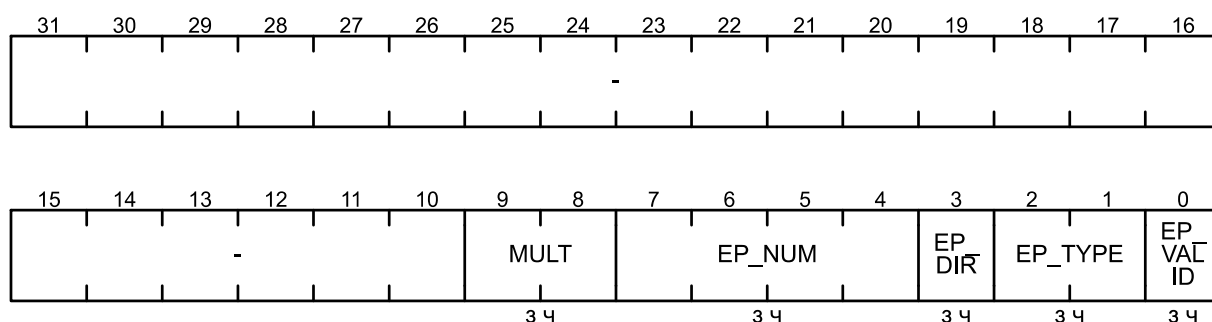 31 30 29 28 27 26 25 24 23 22 21 20 19 18 17 16
-
15 14 13 12 11 10 9 8 7 6 5 4 3 2 1 0
- MULT EP_NUM EP_DIR EP_TYPE EP_VALID
з ч з ч з ч з ч з ч